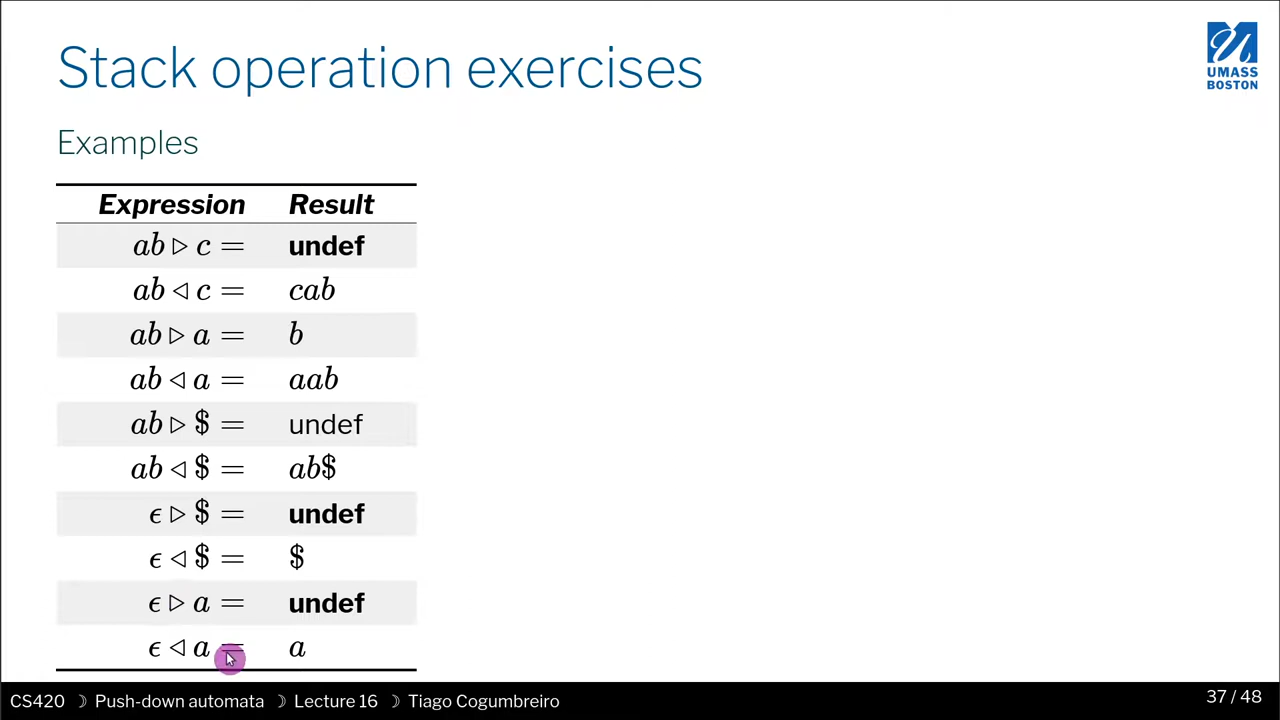 Stack operation exercises
UMASS
BOSTON
Examples
Expression Result
ab ▷ c = undef
ab ◁ c = cab
ab ▷ a = b
ab ◁ a = aab
ab ▷ $ = undef
ab ◁ $ = ab$
ϵ ▷ $ = undef
ϵ ◁ $ = $
ϵ ▷ a = undef
ϵ ◁ a = a
CS420 ☽ Push-down automata ☽ Lecture 16 ☽ Tiago Cogumbreiro
37 / 48